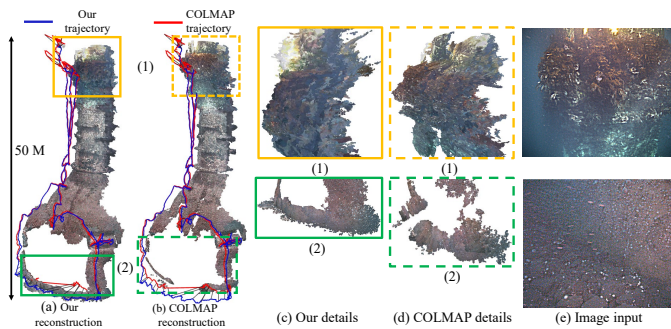 Our
trajectory
COLMAP
trajectory
(1)
50 M
(2)
(a) Our
reconstruction
(b) COLMAP
reconstruction
(1)
(1)
(2)
(2)
(c) Our details
(d) COLMAP details
(e) Image input